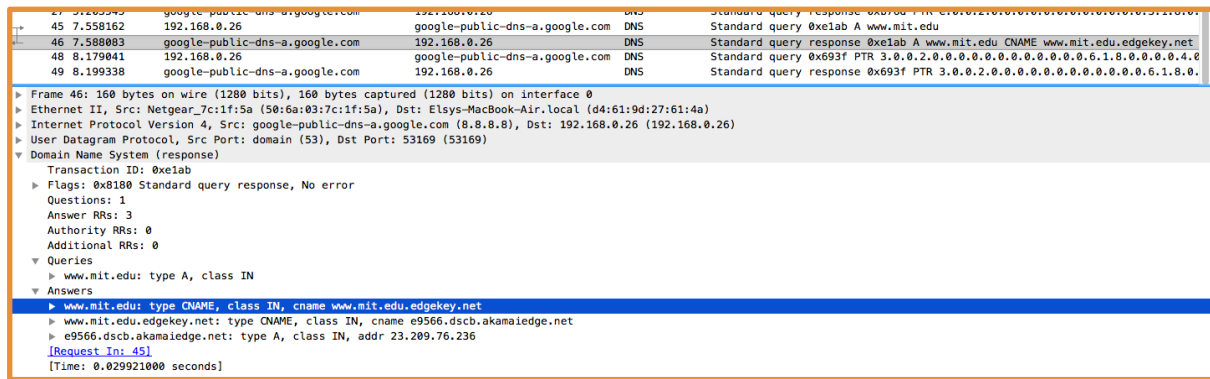 45 7.558162 192.168.0.26 google-public-dns-a.google.com DNS Standard query 0xe1ab A www.mit.edu
46 7.588083 google-public-dns-a.google.com 192.168.0.26 DNS Standard query response 0xe1ab A www.mit.edu CNAME www.mit.edu.edgekey.net
48 8.179041 192.168.0.26 google-public-dns-a.google.com DNS Standard query 0x693f PTR 3.0.0.2.0.0.0.0.0.0.0.0.0.0.0.0.6.1.8.0.0.0.0.4.0
49 8.199338 google-public-dns-a.google.com 192.168.0.26 DNS Standard query response 0x693f PTR 3.0.0.2.0.0.0.0.0.0.0.0.0.0.0.0.6.1.8.0.
Frame 46: 160 bytes on wire (1280 bits), 160 bytes captured (1280 bits) on interface 0
Ethernet II, Src: Netgear_7c:1f:5a (50:6a:03:7c:1f:5a), Dst: Elsys-MacBook-Air.local (d4:61:9d:27:61:4a)
Internet Protocol Version 4, Src: google-public-dns-a.google.com (8.8.8.8), Dst: 192.168.0.26 (192.168.0.26)
User Datagram Protocol, Src Port: domain (53), Dst Port: 53169 (53169)
Domain Name System (response)
Transaction ID: 0xe1ab
Flags: 0x8180 Standard query response, No error
Questions: 1
Answer RRs: 3
Authority RRs: 0
Additional RRs: 0
Queries
www.mit.edu: type A, class IN
Answers
www.mit.edu: type CNAME, class IN, cname www.mit.edu.edgekey.net
www.mit.edu.edgekey.net: type CNAME, class IN, cname e9566.dscb.akamaiedge.net
e9566.dscb.akamaiedge.net: type A, class IN, addr 23.209.76.236
[Request In: 45]
[Time: 0.029921000 seconds]